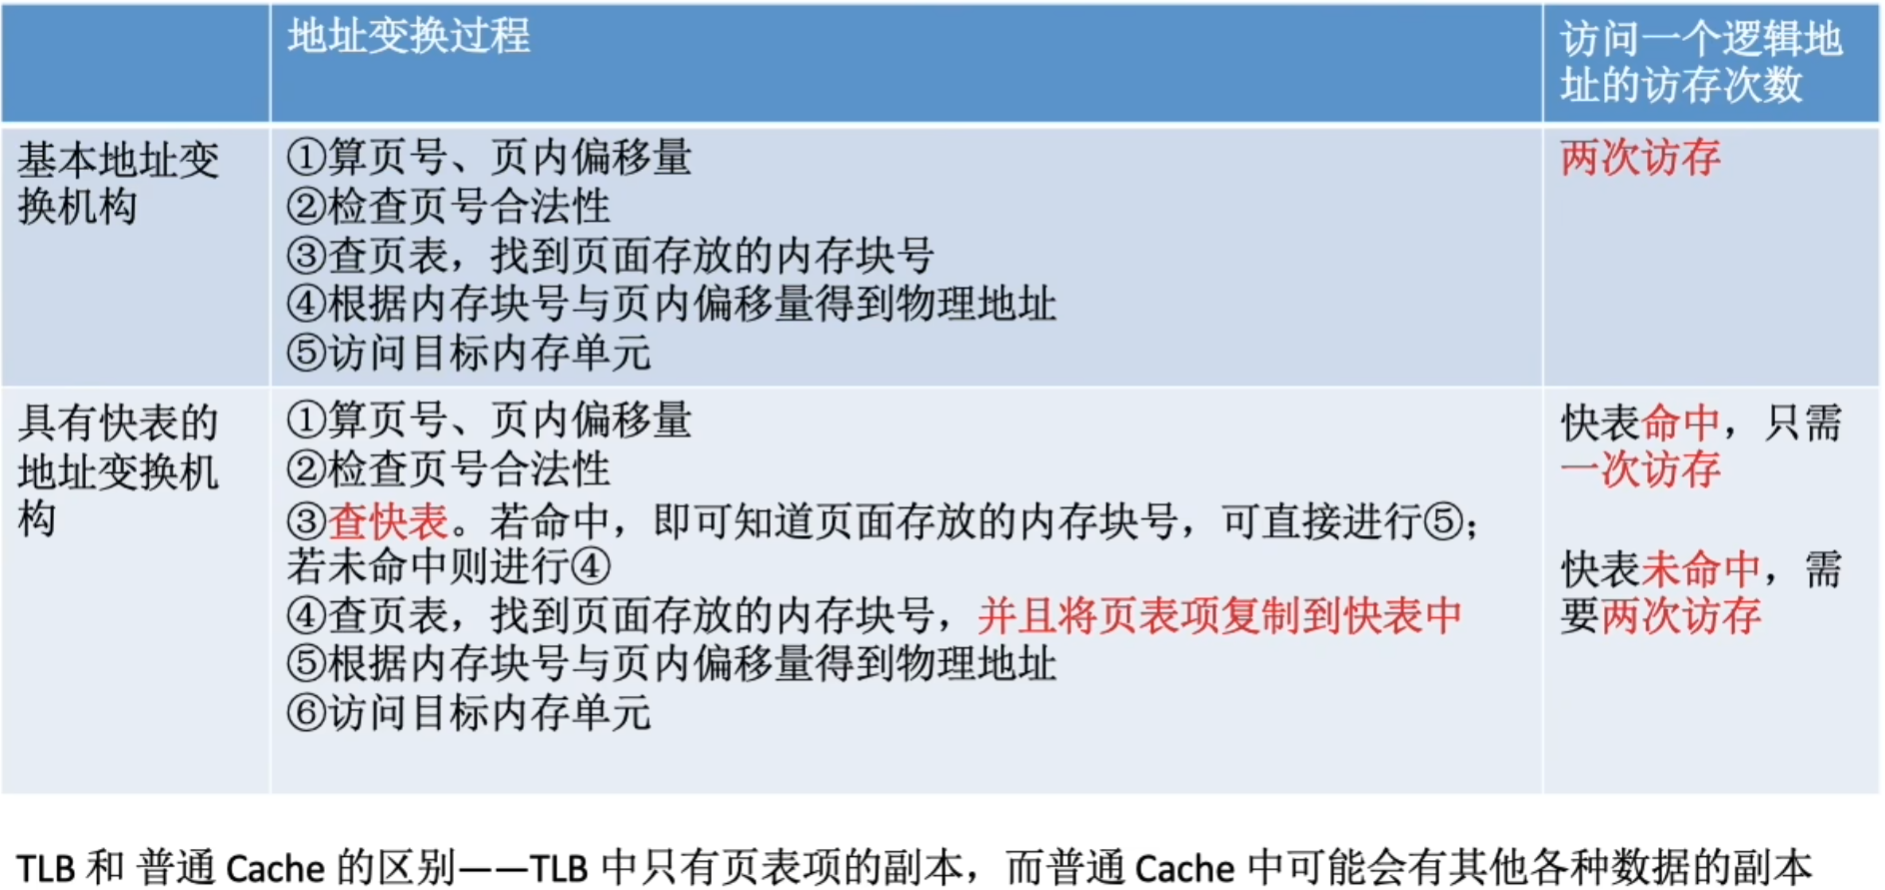 地址变换过程
访问一个逻辑地
址的访存次数
基本地址变
换机构
①算页号、页内偏移量
②检查页号合法性
③查页表，找到页面存放的内存块号
④根据内存块号与页内偏移量得到物理地址
⑤访问目标内存单元
两次访存
具有快表的
地址变换机
构
①算页号、页内偏移量
②检查页号合法性
③查快表。若命中，即可知道页面存放的内存块号，可直接进行⑤；
若未命中则进行④
④查页表，找到页面存放的内存块号，并且将页表项复制到快表中
⑤根据内存块号与页内偏移量得到物理地址
⑥访问目标内存单元
快表命中，只需
一次访存
快表未命中，需
要两次访存
TLB 和 普通 Cache 的区别——TLB 中只有页表项的副本，而普通 Cache 中可能会有其他各种数据的副本